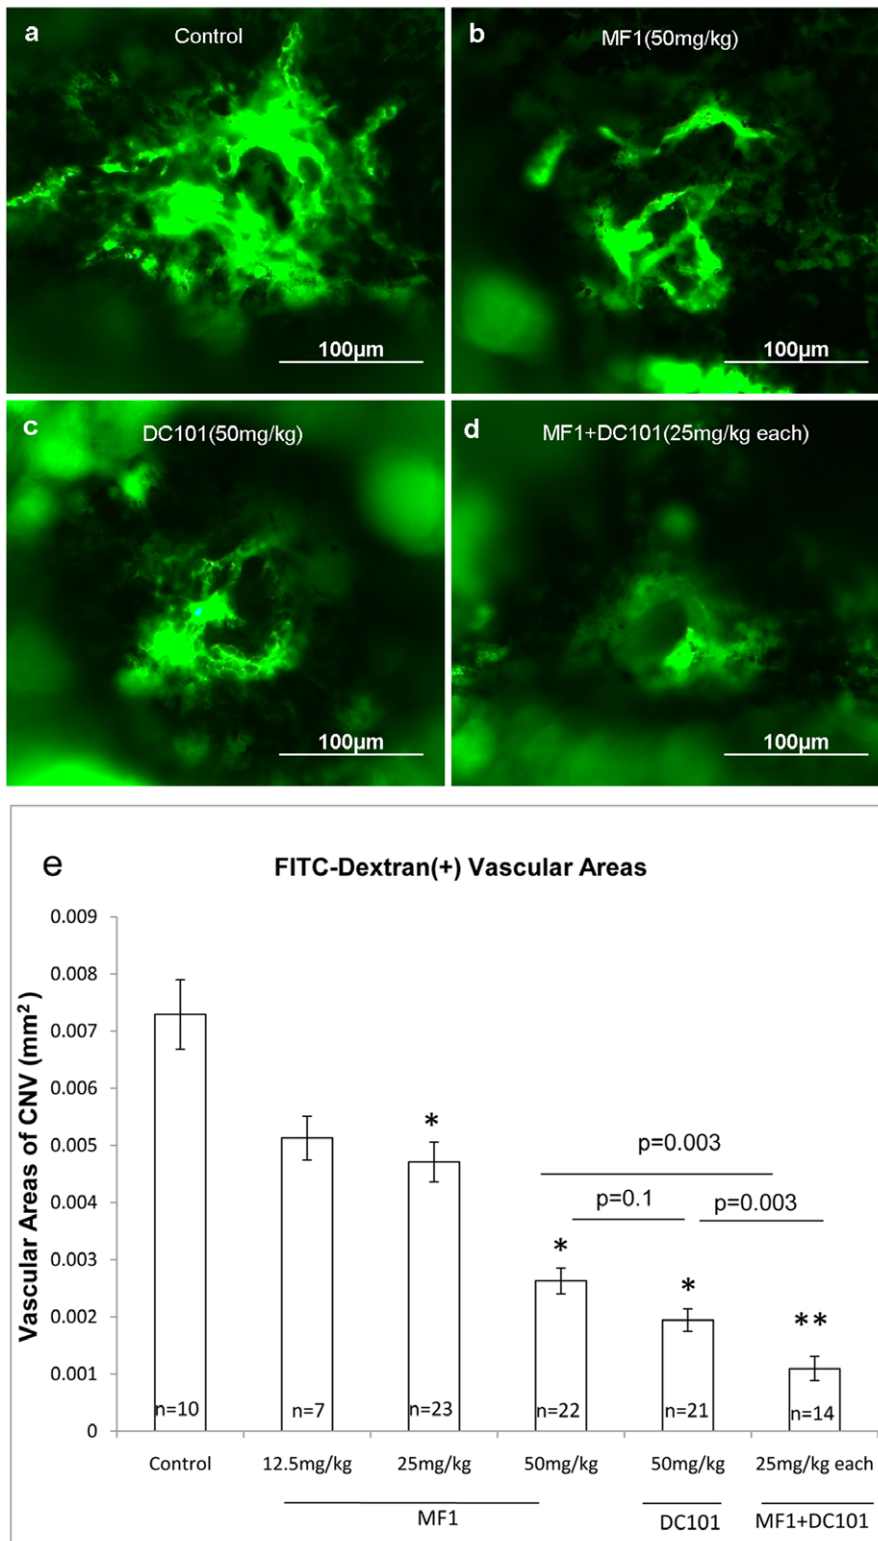 a
Control
b
MF1(50mg/kg)
100µm
100µm
c
DC101(50mg/kg)
d
MF1+DC101(25mg/kg each)
100µm
100µm
e
FITC-Dextran(+) Vascular Areas
Vascular Areas of CNV (mm²)
0.009
0.008
0.007
0.006
0.005
0.004
0.003
0.002
0.001
0
*
*
*
**
p=0.003
p=0.1
p=0.003
n=10
n=7
n=23
n=22
n=21
n=14
Control
12.5mg/kg
25mg/kg
50mg/kg
50mg/kg
25mg/kg each
MF1
DC101
MF1+DC101